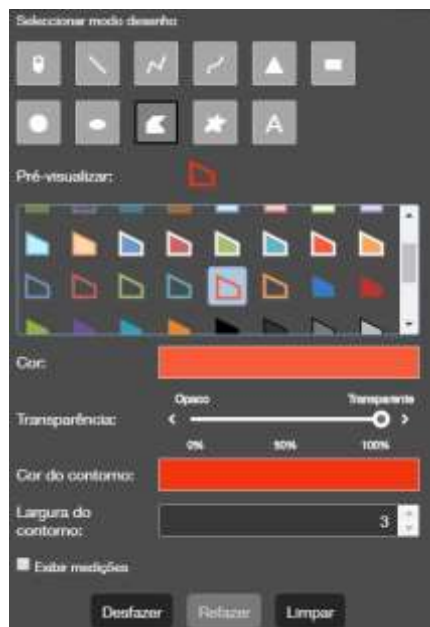 Seleccionar modo desenho
A
Pré-visualizar:
Cor:
Opaco Transparente
Transparência:
0% 50% 100%
Cor do contorno:
Largura do
contorno:
3
Exibir medições
Desfazer Refazer Limpar